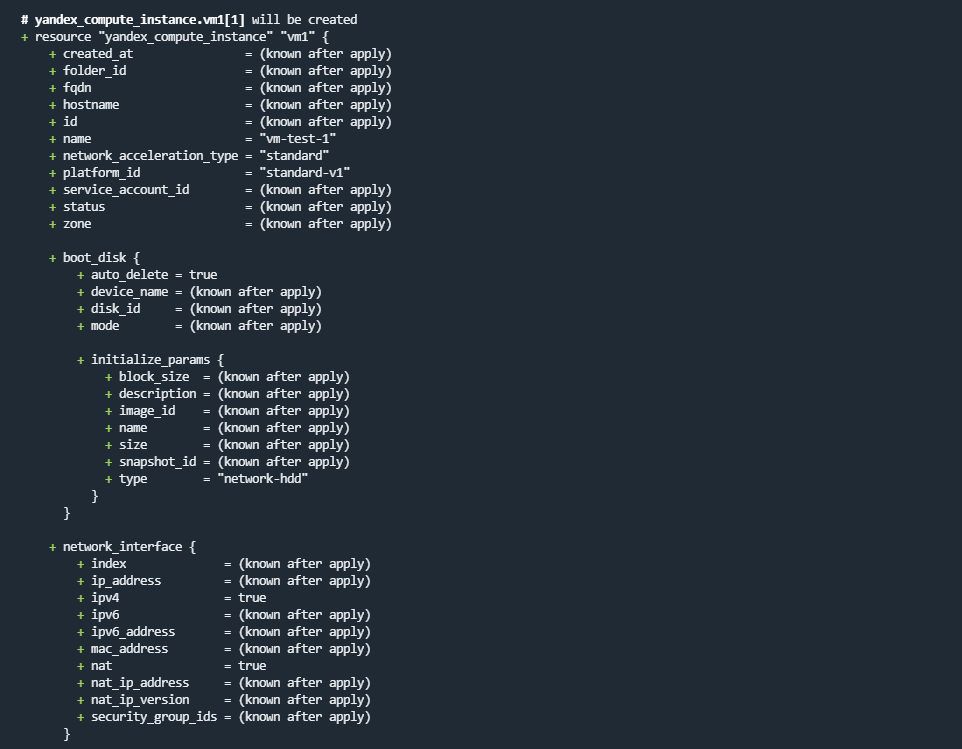 # yandex_compute_instance.vm1[1] will be created
+ resource "yandex_compute_instance" "vm1" {
    + created_at                = (known after apply)
    + folder_id                 = (known after apply)
    + fqdn                      = (known after apply)
    + hostname                  = (known after apply)
    + id                        = (known after apply)
    + name                      = "vm-test-1"
    + network_acceleration_type = "standard"
    + platform_id               = "standard-v1"
    + service_account_id        = (known after apply)
    + status                    = (known after apply)
    + zone                      = (known after apply)

    + boot_disk {
        + auto_delete = true
        + device_name = (known after apply)
        + disk_id     = (known after apply)
        + mode        = (known after apply)

        + initialize_params {
            + block_size  = (known after apply)
            + description = (known after apply)
            + image_id    = (known after apply)
            + name        = (known after apply)
            + size        = (known after apply)
            + snapshot_id = (known after apply)
            + type        = "network-hdd"
          }
      }

    + network_interface {
        + index              = (known after apply)
        + ip_address         = (known after apply)
        + ipv4               = true
        + ipv6               = (known after apply)
        + ipv6_address       = (known after apply)
        + mac_address        = (known after apply)
        + nat                = true
        + nat_ip_address     = (known after apply)
        + nat_ip_version     = (known after apply)
        + security_group_ids = (known after apply)
      }